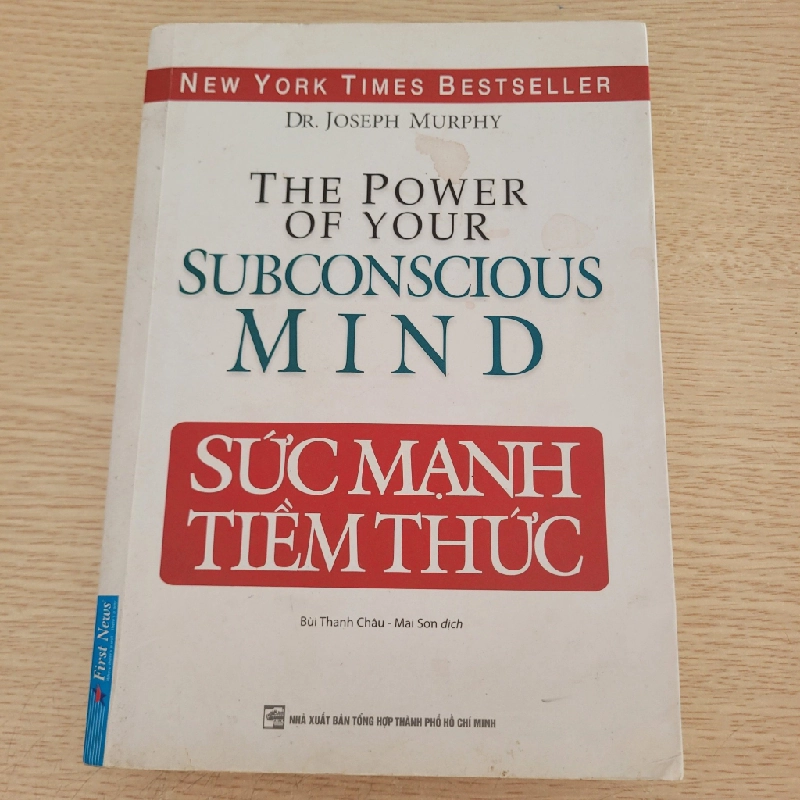 NEW YORK TIMES BESTSELLER
DR. JOSEPH MURPHY
THE POWER
OF YOUR
SUBCONSCIOUS
MIND
SỨC MẠNH
TIỀM THỨC
Bùi Thanh Châu - Mai Sơn dịch
First News
NHÀ XUẤT BẢN TỔNG HỢP THÀNH PHỐ HỒ CHÍ MINH